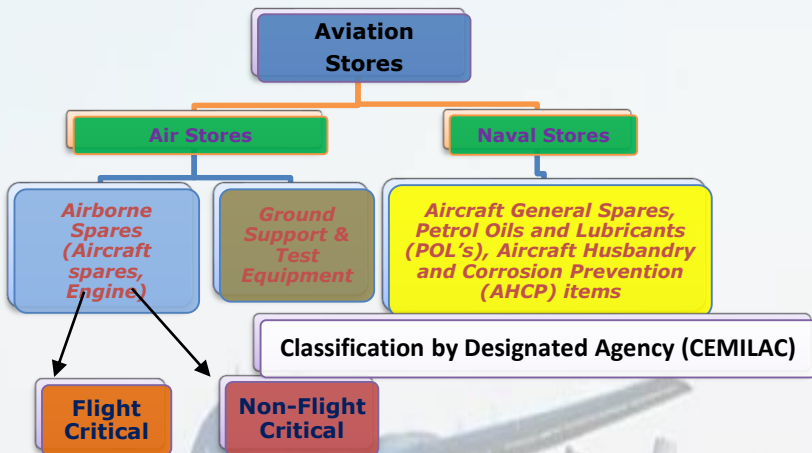 Aviation
Stores
Air Stores
Naval Stores
Airborne
Spares
(Aircraft
spares,
Engine)
Ground
Support &
Test
Equipment
Aircraft General Spares,
Petrol Oils and Lubricants
(POL’s), Aircraft Husbandry
and Corrosion Prevention
(AHCP) items
Classification by Designated Agency (CEMILAC)
Flight
Critical
Non-Flight
Critical